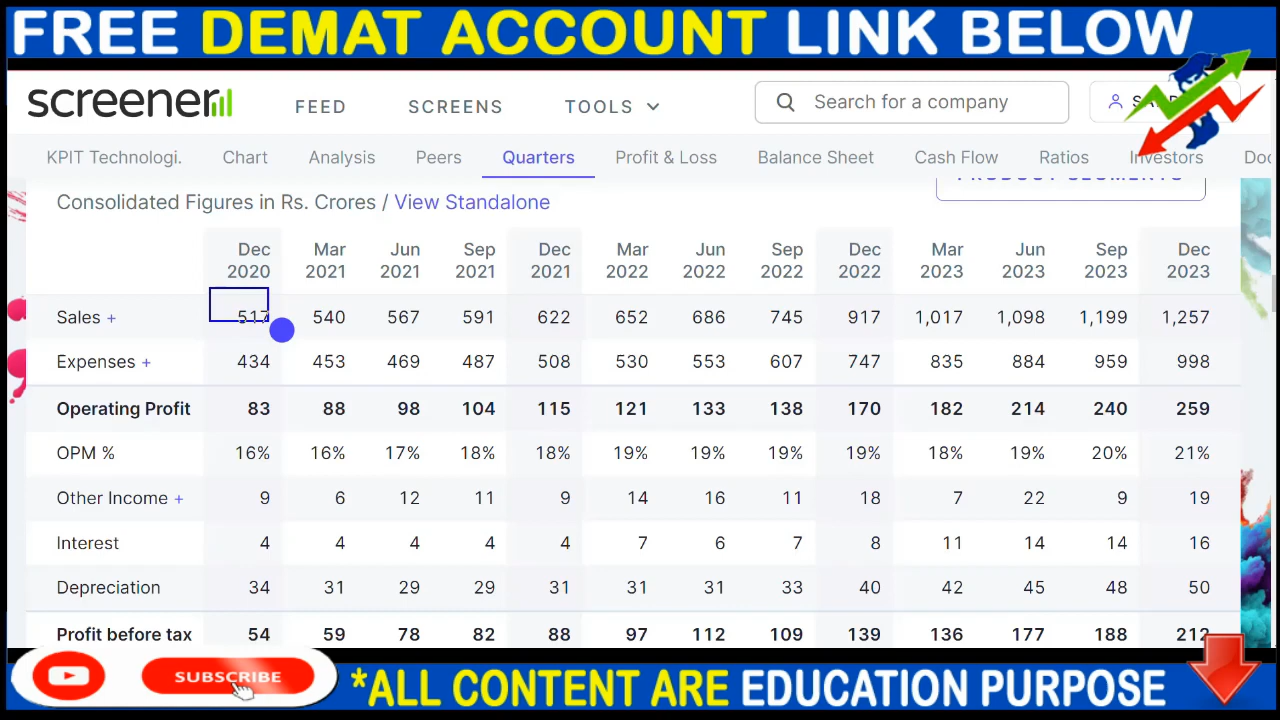 FREE DEMAT ACCOUNT LINK BELOW
screener
FEED SCREENS TOOLS Search for a company
KPIT Technologi. Chart Analysis Peers Quarters Profit & Loss Balance Sheet Cash Flow Ratios Investors
PRODUCT SEGMENTS
Consolidated Figures in Rs. Crores / View Standalone
Dec 2020 Mar 2021 Jun 2021 Sep 2021 Dec 2021 Mar 2022 Jun 2022 Sep 2022 Dec 2022 Mar 2023 Jun 2023 Sep 2023 Dec 2023
Sales + 517 540 567 591 622 652 686 745 917 1,017 1,098 1,199 1,257
Expenses + 434 453 469 487 508 530 553 607 747 835 884 959 998
Operating Profit 83 88 98 104 115 121 133 138 170 182 214 240 259
OPM % 16% 16% 17% 18% 18% 19% 19% 19% 19% 18% 19% 20% 21%
Other Income + 9 6 12 11 9 14 16 11 18 7 22 9 19
Interest 4 4 4 4 4 7 6 7 8 11 14 14 16
Depreciation 34 31 29 29 31 31 31 33 40 42 45 48 50
Profit before tax 54 59 78 82 88 97 112 109 139 136 177 188 212
SUBSCRIBE
*ALL CONTENT ARE EDUCATION PURPOSE